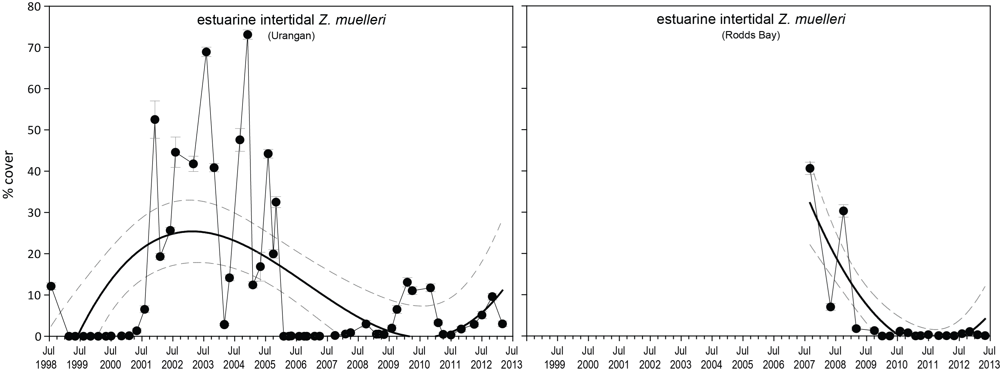 estuarine intertidal Z. muelleri
(Urangan)
estuarine intertidal Z. muelleri
(Rodds Bay)
% cover
80
70
60
50
40
30
20
10
0
Jul Jul Jul Jul Jul Jul Jul Jul Jul Jul Jul Jul Jul Jul Jul Jul
1998 1999 2000 2001 2002 2003 2004 2005 2006 2007 2008 2009 2010 2011 2012 2013
Jul Jul Jul Jul Jul Jul Jul Jul Jul Jul Jul Jul Jul Jul Jul
1999 2000 2001 2002 2003 2004 2005 2006 2007 2008 2009 2010 2011 2012 2013